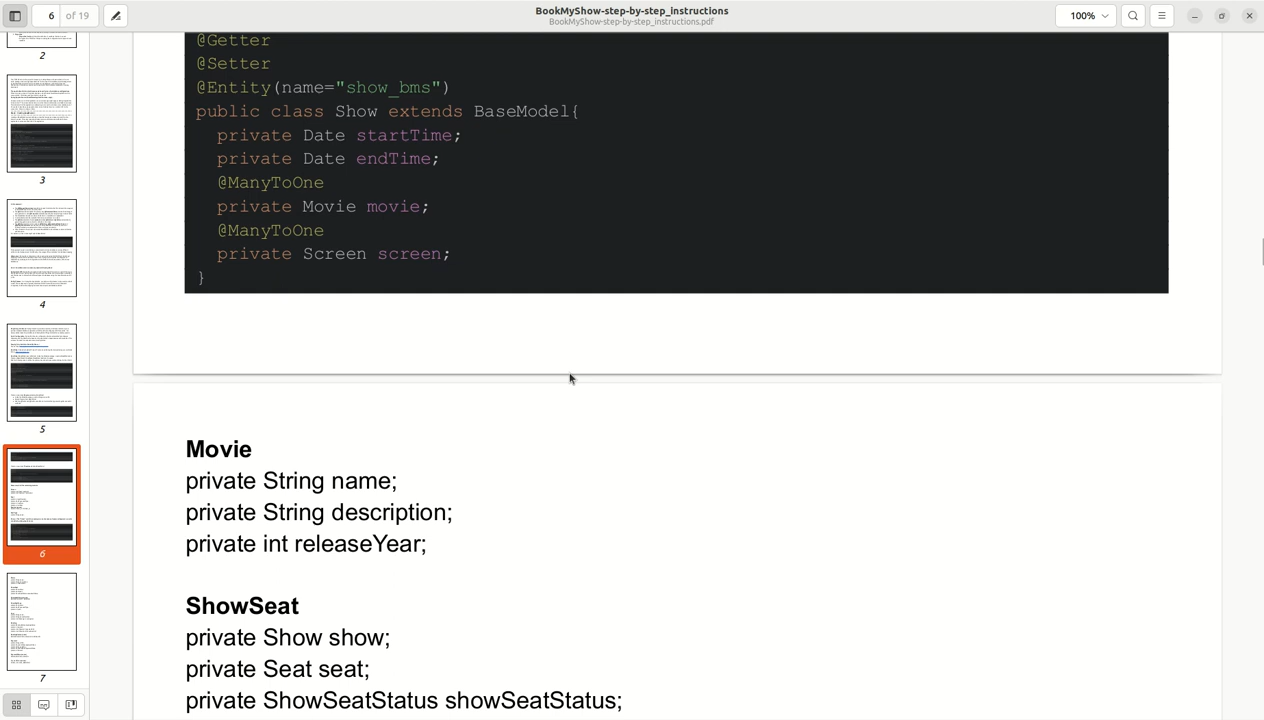 6 of 19
BookMyShow-step-by-step_instructions
BookMyShow-step-by-step_instructions.pdf
100%
2
3
4
5
6
7
@Getter
@Setter
@Entity(name="show_bms")
public class Show extends BaseModel{
private Date startTime;
private Date endTime;
@ManyToOne
private Movie movie;
@ManyToOne
private Screen screen;
}
Movie
private String name;
private String description;
private int releaseYear;
ShowSeat
private Show show;
private Seat seat;
private ShowSeatStatus showSeatStatus;